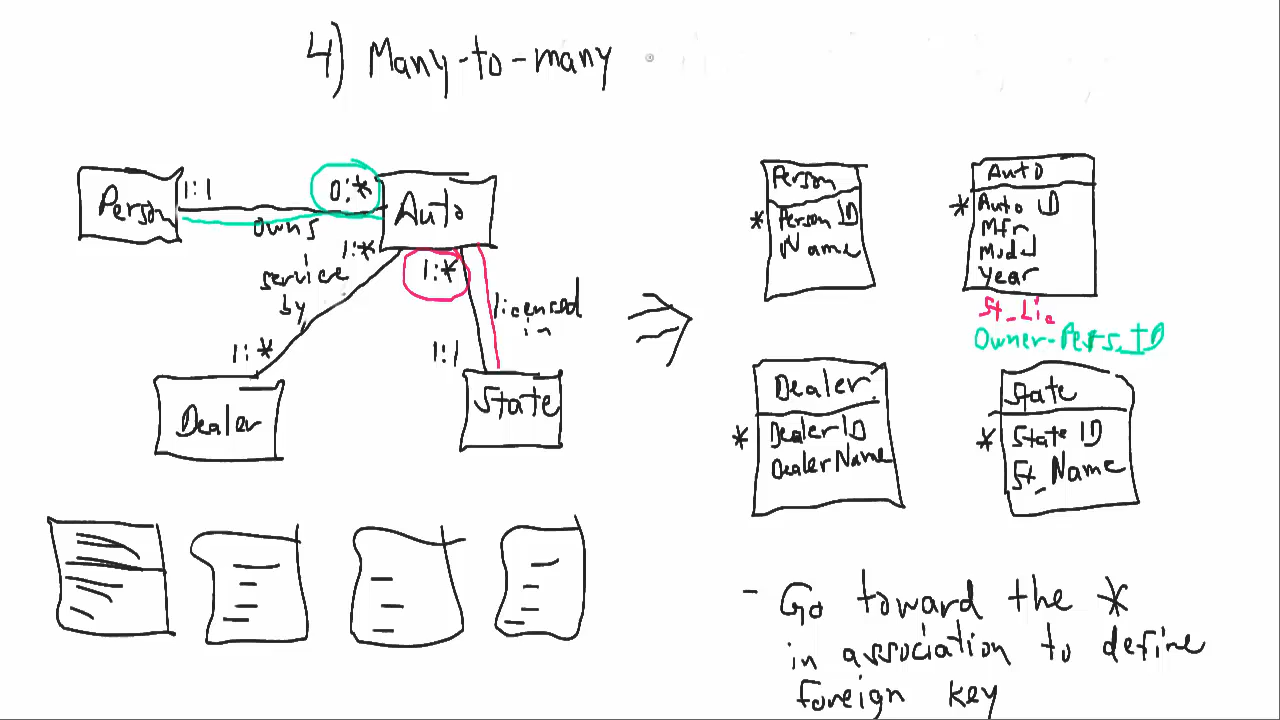 4) Many-to-many
Person
1:1
0:*
Auto
owns
1:*
service
by
1:*
1:*
licensed
in
1:1
Dealer
State
Person
* Person ID
Name
Auto
* Auto ID
Mfr
Model
Year
St_Lic
Owner-Pers_ID
Dealer
* Dealer ID
Dealer Name
State
* State ID
St_Name
- Go toward the *
in association to define
foreign key